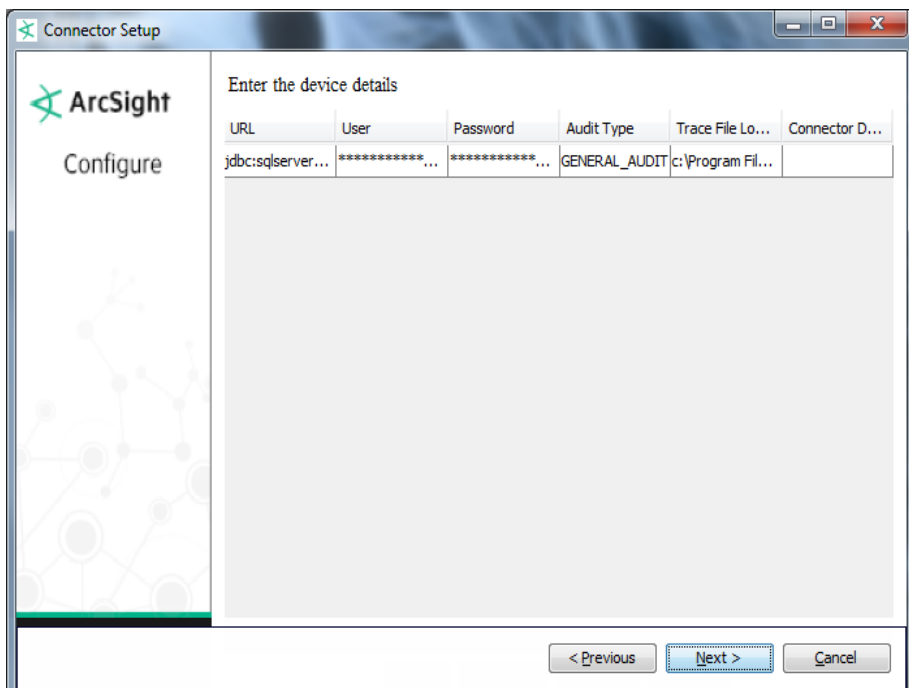 Connector Setup
ArcSight
Configure
Enter the device details
URL User Password Audit Type Trace File Lo... Connector D...
jdbc:sqlserver... ***********... ***********... GENERAL_AUDIT c:\Program Fil...
< Previous Next > Cancel